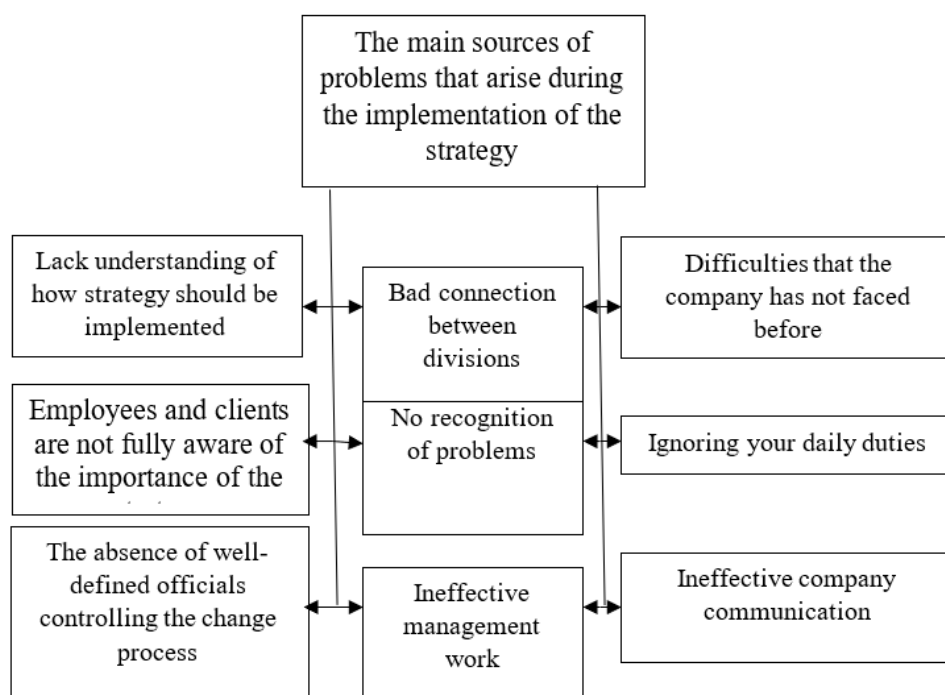 The main sources of
problems that arise during
the implementation of the
strategy
Lack understanding of
how strategy should be
implemented
Bad connection
between
divisions
Difficulties that the
company has not faced
before
Employees and clients
are not fully aware of
the importance of the
No recognition
of problems
Ignoring your daily duties
The absence of well-
defined officials
controlling the change
process
Ineffective
management
work
Ineffective company
communication